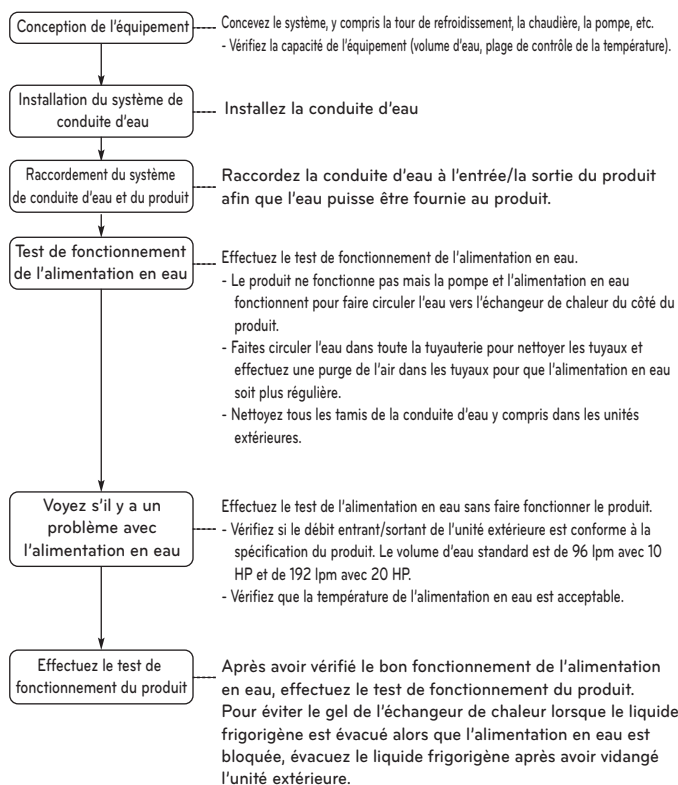 Conception de l'équipement
Concevez le système, y compris la tour de refroidissement, la chaudière, la pompe, etc.
- Vérifiez la capacité de l'équipement (volume d'eau, plage de contrôle de la température).
Installation du système de
conduite d'eau
Installez la conduite d'eau
Raccordement du système
de conduite d'eau et du produit
Raccordez la conduite d'eau à l'entrée/la sortie du produit
afin que l'eau puisse être fournie au produit.
Test de fonctionnement
de l'alimentation en eau
Effectuez le test de fonctionnement de l'alimentation en eau.
- Le produit ne fonctionne pas mais la pompe et l'alimentation en eau
fonctionnent pour faire circuler l'eau vers l'échangeur de chaleur du côté du
produit.
- Faites circuler l'eau dans toute la tuyauterie pour nettoyer les tuyaux et
effectuez une purge de l'air dans les tuyaux pour que l'alimentation en eau
soit plus régulière.
- Nettoyez tous les tamis de la conduite d'eau y compris dans les unités
extérieures.
Voyez s'il y a un
problème avec
l'alimentation en eau
Effectuez le test de l'alimentation en eau sans faire fonctionner le produit.
- Vérifiez si le débit entrant/sortant de l'unité extérieure est conforme à la
spécification du produit. Le volume d'eau standard est de 96 lpm avec 10
HP et de 192 lpm avec 20 HP.
- Vérifiez que la température de l'alimentation en eau est acceptable.
Effectuez le test de
fonctionnement du produit
Après avoir vérifié le bon fonctionnement de l'alimentation
en eau, effectuez le test de fonctionnement du produit.
Pour éviter le gel de l'échangeur de chaleur lorsque le liquide
frigorigène est évacué alors que l'alimentation en eau est
bloquée, évacuez le liquide frigorigène après avoir vidangé
l'unité extérieure.